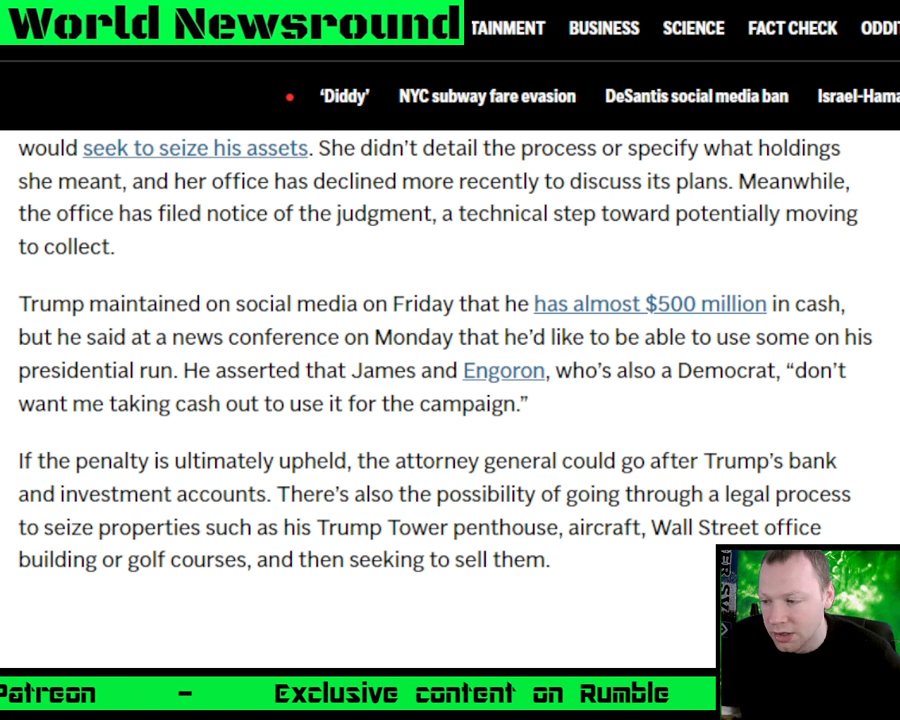 World Newsround
TAINMENT BUSINESS SCIENCE FACT CHECK
‘Diddy’ NYC subway fare evasion DeSantis social media ban
would seek to seize his assets. She didn’t detail the process or specify what holdings
she meant, and her office has declined more recently to discuss its plans. Meanwhile,
the office has filed notice of the judgment, a technical step toward potentially moving
to collect.
Trump maintained on social media on Friday that he has almost $500 million in cash,
but he said at a news conference on Monday that he’d like to be able to use some on his
presidential run. He asserted that James and Engoron, who’s also a Democrat, “don’t
want me taking cash out to use it for the campaign.”
If the penalty is ultimately upheld, the attorney general could go after Trump’s bank
and investment accounts. There’s also the possibility of going through a legal process
to seize properties such as his Trump Tower penthouse, aircraft, Wall Street office
building or golf courses, and then seeking to sell them.
Patreon - Exclusive content on Rumble